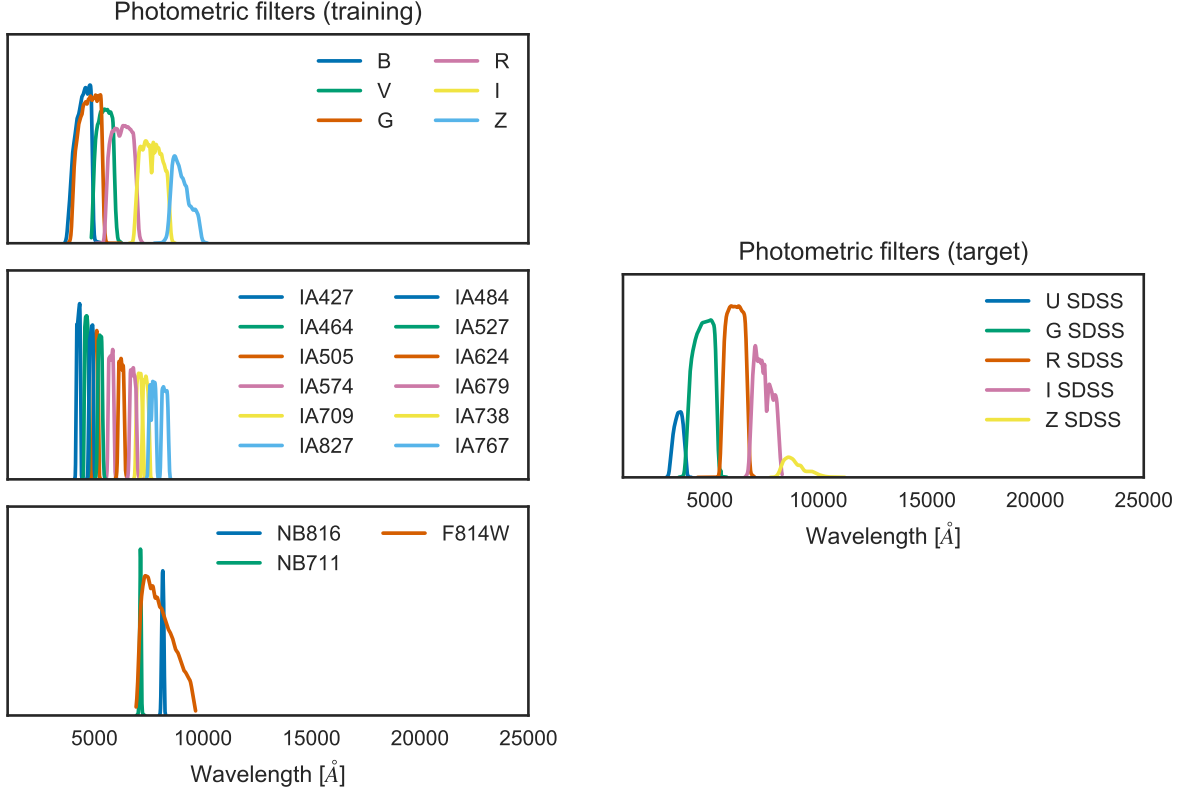 Photometric filters (training)
B R
V I
G Z
IA427 IA484
IA464 IA527
IA505 IA624
IA574 IA679
IA709 IA738
IA827 IA767
NB816 F814W
NB711
5000 10000 15000 20000 25000
Wavelength [Å]
Photometric filters (target)
U SDSS
G SDSS
R SDSS
I SDSS
Z SDSS
5000 10000 15000 20000 25000
Wavelength [Å]